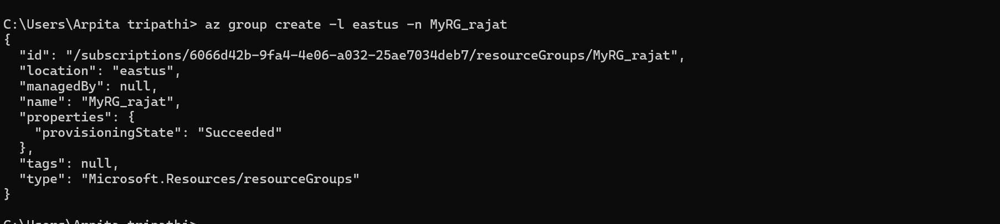 C:\Users\Arpita tripathi> az group create -l eastus -n MyRG_rajat
{
  "id": "/subscriptions/6066d42b-9fa4-4e06-a032-25ae7034deb7/resourceGroups/MyRG_rajat",
  "location": "eastus",
  "managedBy": null,
  "name": "MyRG_rajat",
  "properties": {
    "provisioningState": "Succeeded"
  },
  "tags": null,
  "type": "Microsoft.Resources/resourceGroups"
}
C:\Users\Arpita tripathi>